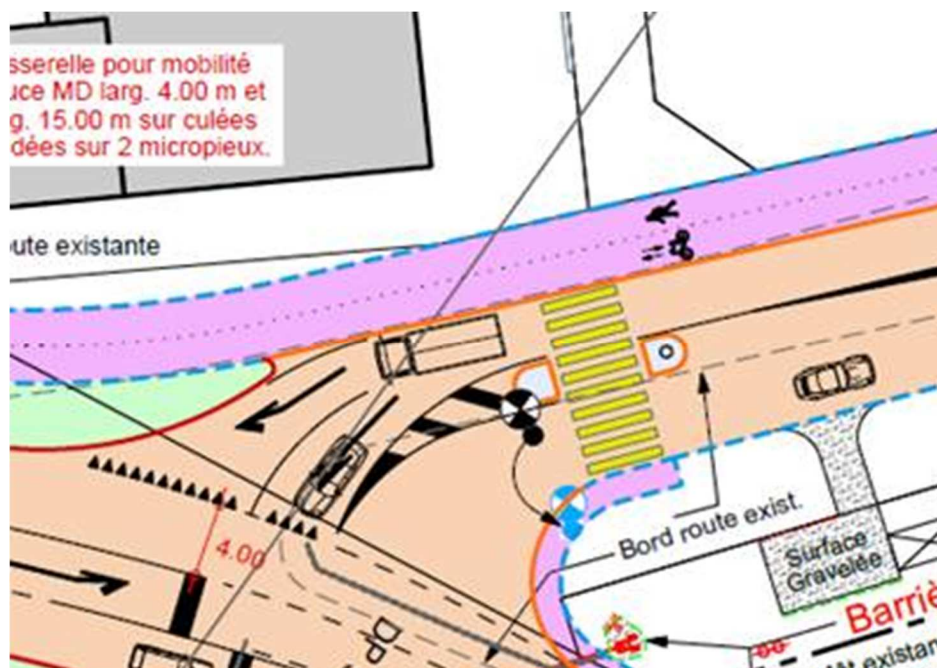 sserelle pour mobilité
uce MD larg. 4.00 m et
g. 15.00 m sur culées
dées sur 2 micropieux.
ute existante
4.00
Bord route exist.
Surface
Gravelée
Barriè
existan